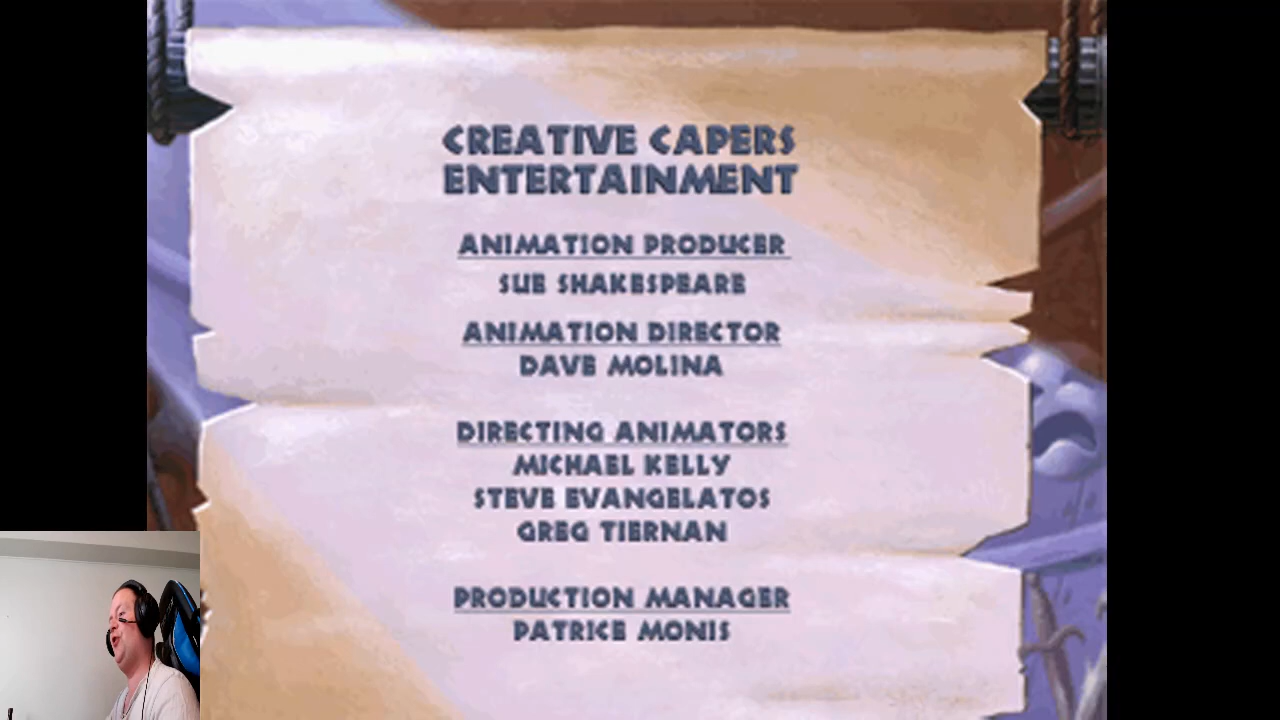 CREATIVE CAPERS
ENTERTAINMENT
ANIMATION PRODUCER
SUE SHAKESPEARE
ANIMATION DIRECTOR
DAVE MOLINA
DIRECTING ANIMATORS
MICHAEL KELLY
STEVE EVANGELATOS
GREG TIERNAN
PRODUCTION MANAGER
PATRICE MONIS